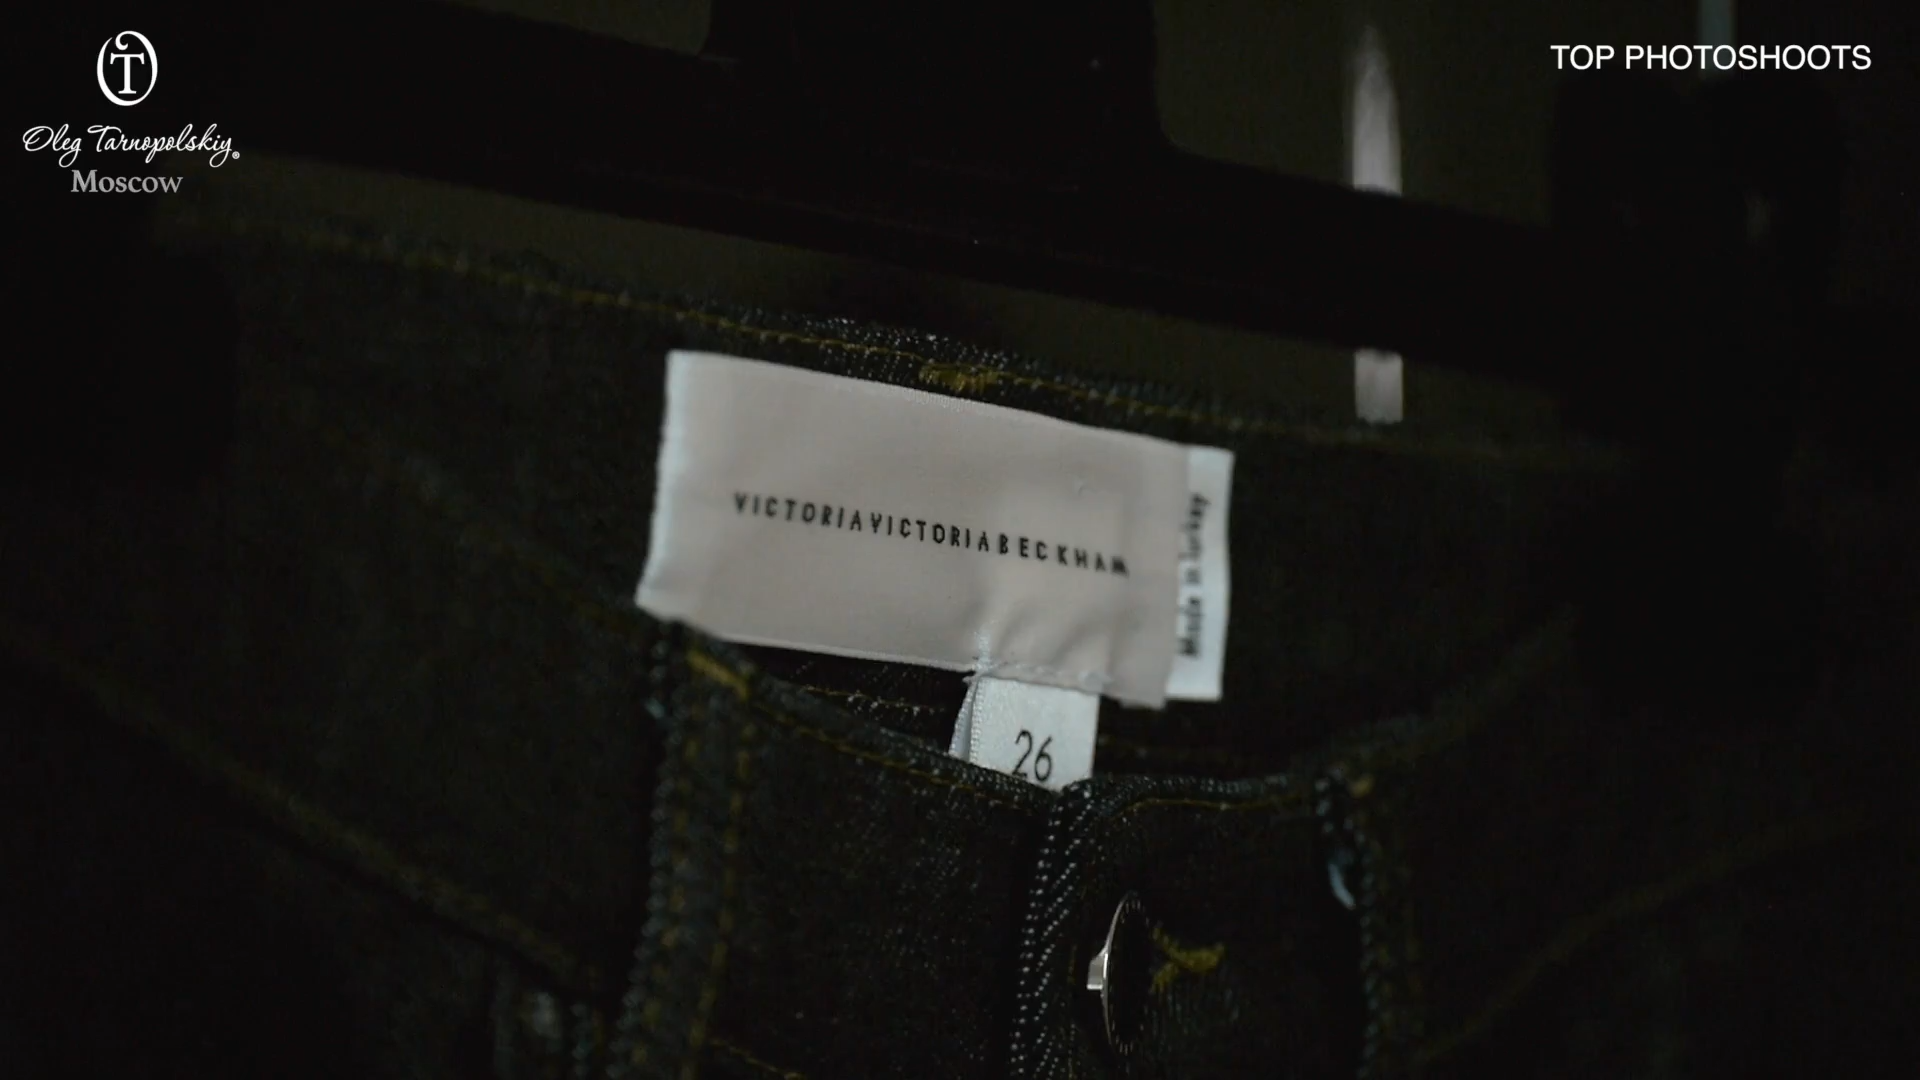 T
Oleg Tarnopolskiy®
Moscow
TOP PHOTOSHOOTS
VICTORIAVICTORIABECKHAM
Made in Turkey
26